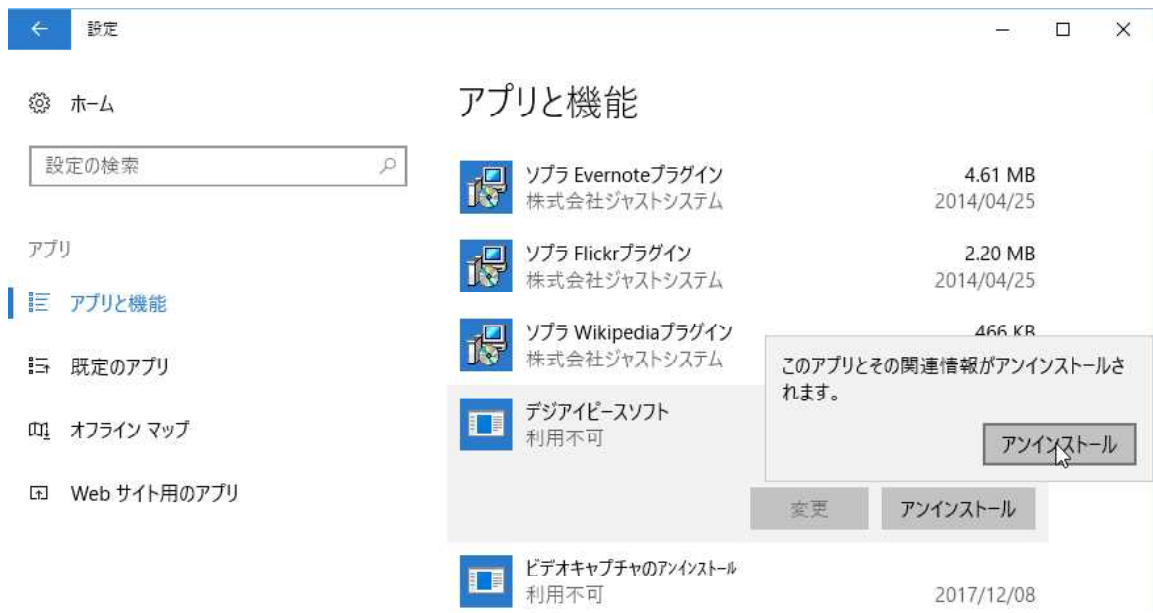 設定
ホーム
設定の検索
アプリ
アプリと機能
既定のアプリ
オフライン マップ
Web サイト用のアプリ
アプリと機能
ソプラ Evernoteプラグイン
4.61 MB
株式会社ジャストシステム
2014/04/25
ソプラ Flickrプラグイン
2.20 MB
株式会社ジャストシステム
2014/04/25
ソプラ Wikipediaプラグイン
466 KB
株式会社ジャストシステム
このアプリとその関連情報がアンインストールさ
れます。
アンインストール
デジアイピースソフト
利用不可
変更
アンインストール
ビデオキャプチャのアンインストール
利用不可
2017/12/08